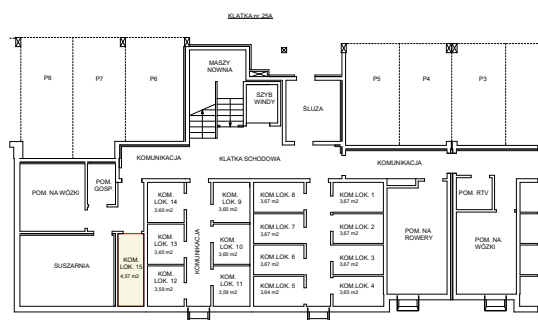 KLATKA nr 25A
P8
P7
P6
MASZY
NOWNIA
SZYB
WINDY
ŚLUZA
P5
P4
P3
KOMUNIKACJA
KLATKA SCHODOWA
KOMUNIKACJA
POM. NA WÓZKI
POM.
GOSP.
KOM.
LOK. 14
3,60 m2
KOM.
LOK. 9
3,60 m2
KOM.LOK. 8
3,67 m2
KOM.LOK. 1
3,67 m2
POM. RTV
KOM.LOK. 7
3,67 m2
KOM.LOK. 2
3,67 m2
POM. NA
ROWERY
POM. NA
WÓZKI
KOM.
LOK. 13
3,60 m2
KOMUNIKACJA
KOM.
LOK. 10
3,60 m2
KOM.LOK. 6
3,67 m2
KOM.LOK. 3
3,67 m2
SUSZARNIA
KOM.
LOK. 15
4,57 m2
KOM.
LOK. 12
3,59 m2
KOM.
LOK. 11
3,59 m2
KOM.LOK. 5
3,64 m2
KOM.LOK. 4
3,65 m2